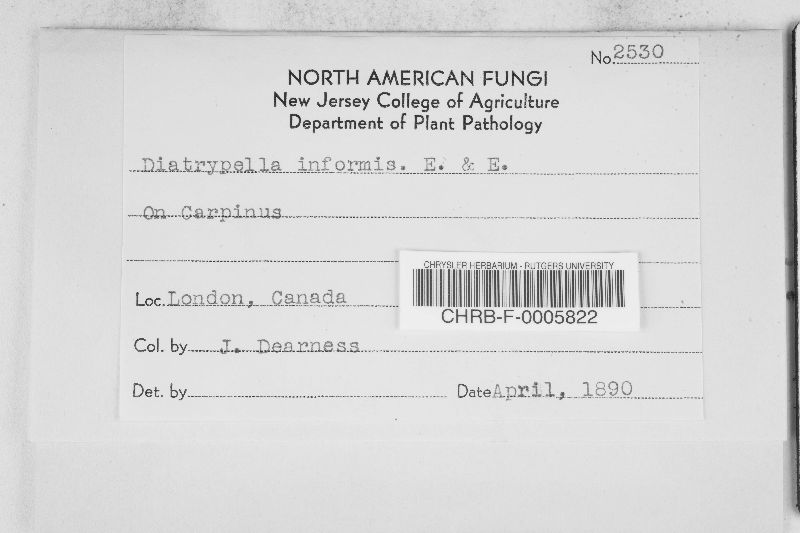 No. 2530
NORTH AMERICAN FUNGI
New Jersey College of Agriculture
Department of Plant Pathology
Diatrypella informis. E. & E.
On Carpinus
CHRYSLER HERBARIUM - RUTGERS UNIVERSITY
CHRB-F-0005822
Loc. London, Canada
Col. by J. Dearness
Det. by Date April, 1890